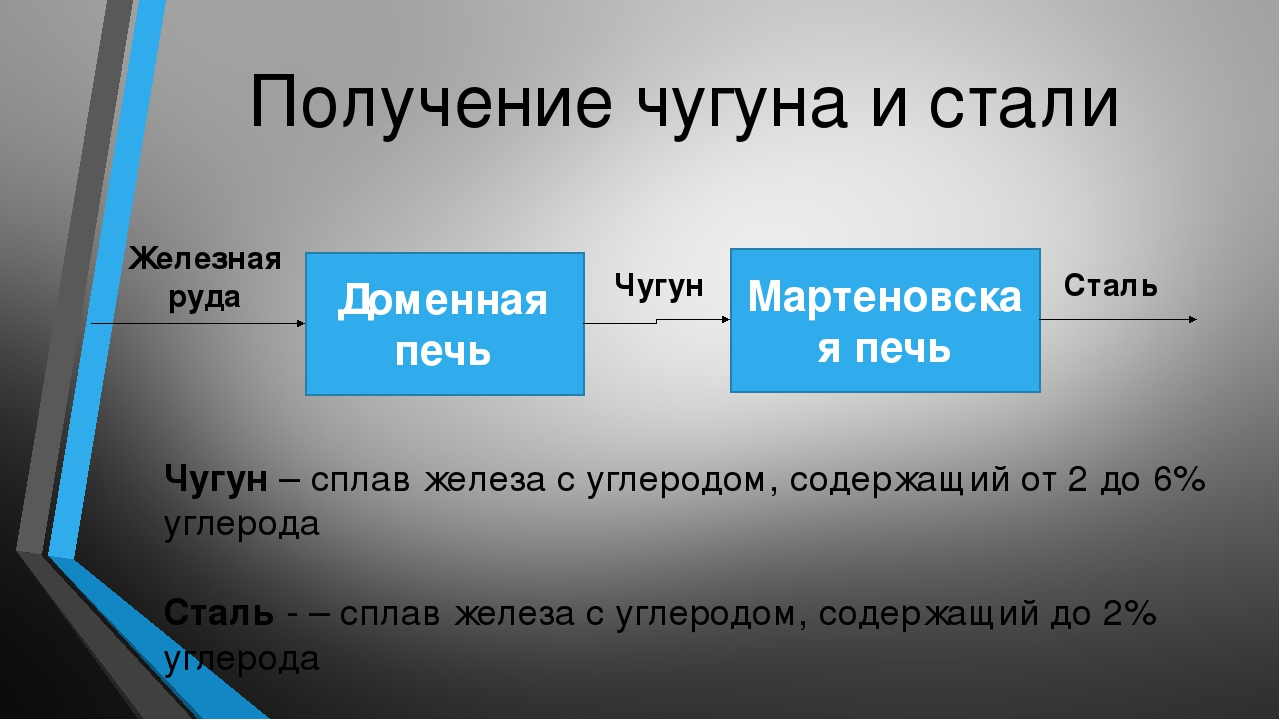 Получение чугуна и стали
Железная
руда
Доменная
печь
Чугун
Мартеновска
я печь
Сталь
Чугун – сплав железа с углеродом, содержащий от 2 до 6%
углерода
Сталь - – сплав железа с углеродом, содержащий до 2%
углерода